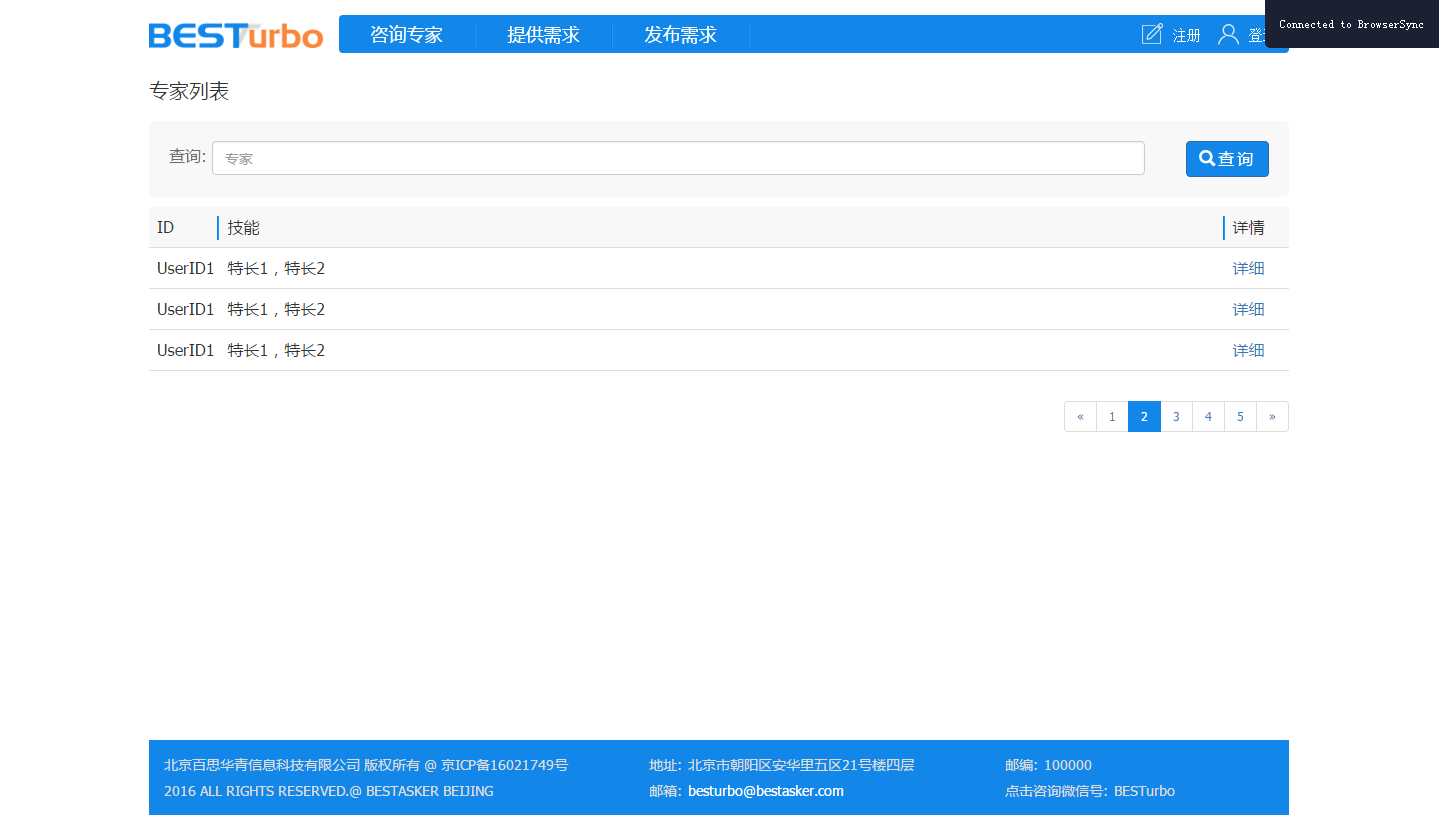 BESTurbo 咨询专家 提供需求 发布需求 注册 登 Connected to BrowserSync
专家列表
查询: 专家 查询
ID 技能 详情
UserID1 特长1，特长2 详细
UserID1 特长1，特长2 详细
UserID1 特长1，特长2 详细
« 1 2 3 4 5 »
北京百思华青信息科技有限公司 版权所有 @ 京ICP备16021749号 地址: 北京市朝阳区安华里五区21号楼四层 邮编: 100000
2016 ALL RIGHTS RESERVED.@ BESTASKER BEIJING 邮箱: besturbo@bestasker.com 点击咨询微信号: BESTurbo